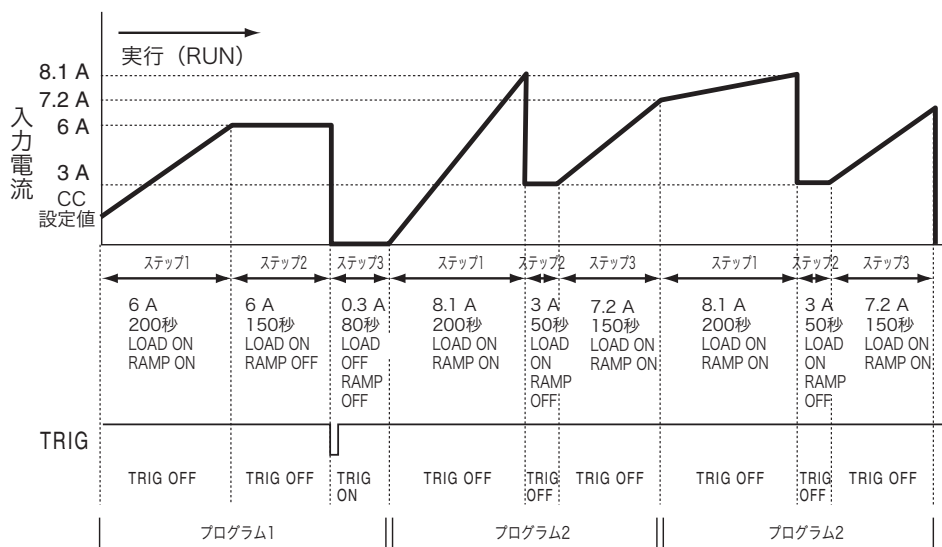 実行（RUN）
8.1 A
7.2 A
6 A
3 A
CC
設定値
入力電流
ステップ1
ステップ2
ステップ3
ステップ1
ステップ2
ステップ3
ステップ1
ステップ2
ステップ3
6 A
200秒
LOAD ON
RAMP ON
6 A
150秒
LOAD ON
RAMP OFF
0.3 A
80秒
LOAD
OFF
RAMP
OFF
8.1 A
200秒
LOAD ON
RAMP ON
3 A
50秒
LOAD
ON
RAMP
OFF
7.2 A
150秒
LOAD ON
RAMP ON
8.1 A
200秒
LOAD ON
RAMP ON
3 A
50秒
LOAD
ON
RAMP
OFF
7.2 A
150秒
LOAD ON
RAMP ON
TRIG
TRIG OFF
TRIG OFF
TRIG
ON
TRIG OFF
TRIG
OFF
TRIG OFF
TRIG OFF
TRIG
OFF
TRIG OFF
プログラム1
プログラム2
プログラム2